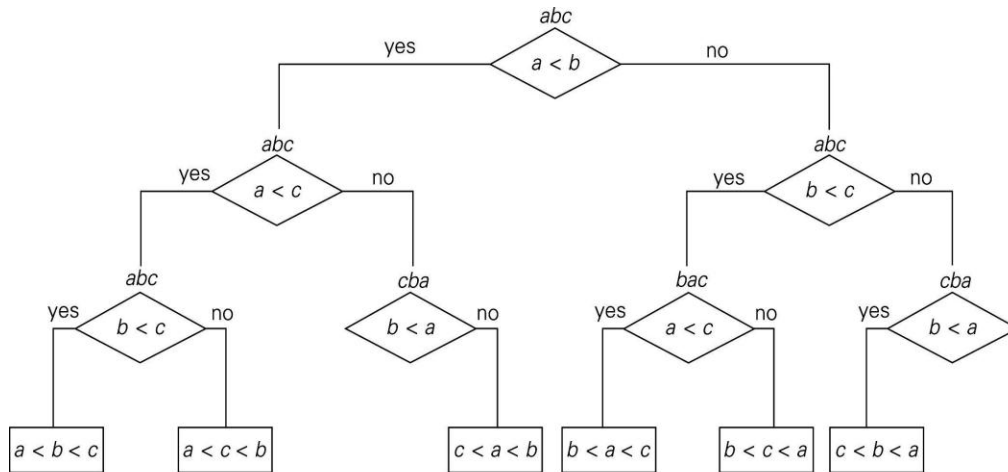 abc
yes
a < b
no
abc
abc
yes
a < c
no
yes
b < c
no
abc
cba
bac
cba
yes
b < c
no
b < a
no
yes
a < c
no
yes
b < a
a < b < c
a < c < b
c < a < b
b < a < c
b < c < a
c < b < a